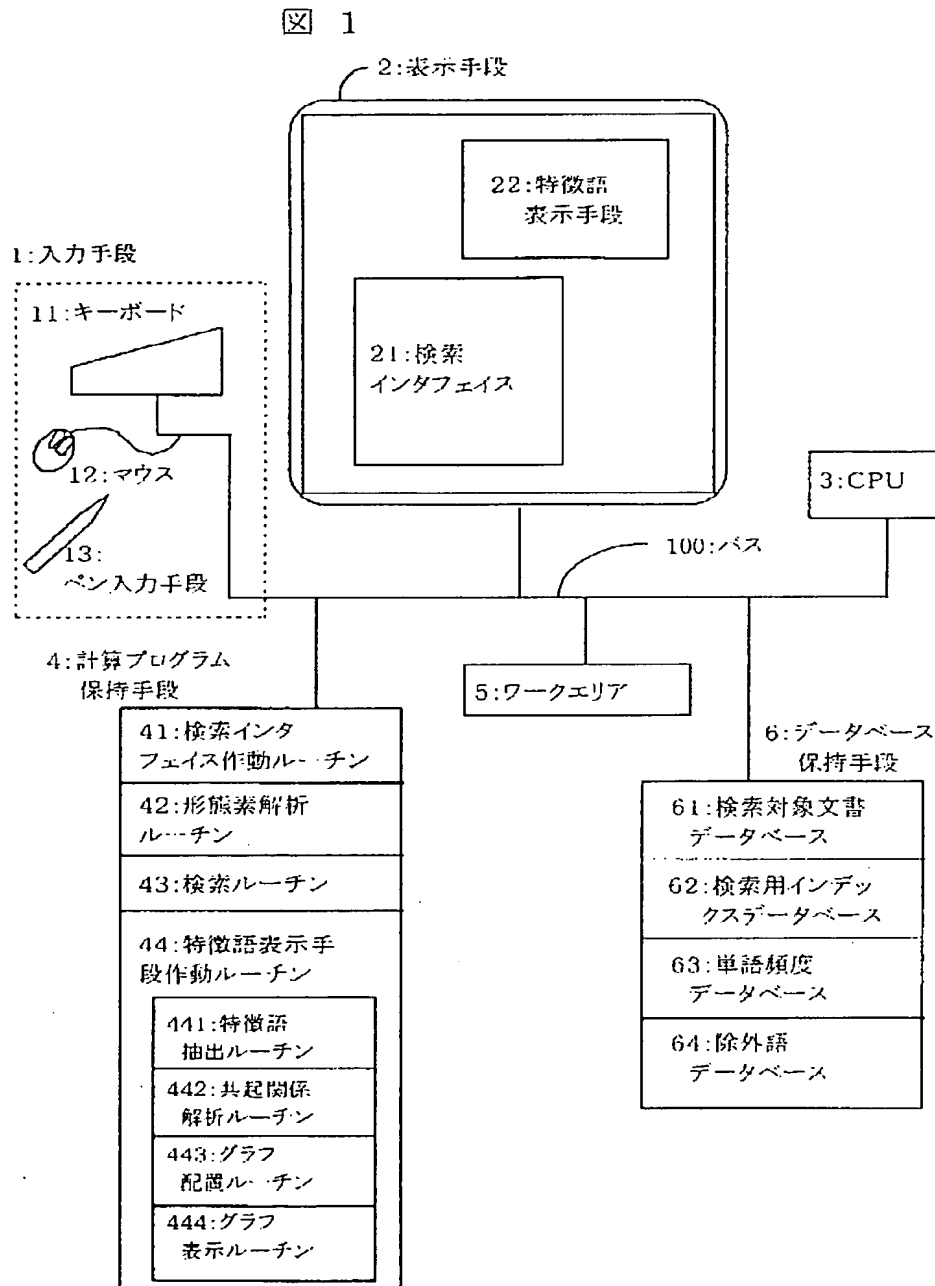 図 1
2:表示手段
22:特徴語
表示手段
1:入力手段
11:キーボード
21:検索
インタフェイス
12:マウス
3:CPU
13:
ペン入力手段
100:バス
4:計算プログラム
保持手段
5:ワークエリア
41:検索インタ
フェイス作動ルーチン
42:形態素解析
ルーチン
43:検索ルーチン
44:特徴語表示手
段作動ルーチン
441:特徴語
抽出ルーチン
442:共起関係
解析ルーチン
443:グラフ
配置ルーチン
444:グラフ
表示ルーチン
6:データベース
保持手段
61:検索対象文書
データベース
62:検索用インデッ
クスデータベース
63:単語頻度
データベース
64:除外語
データベース